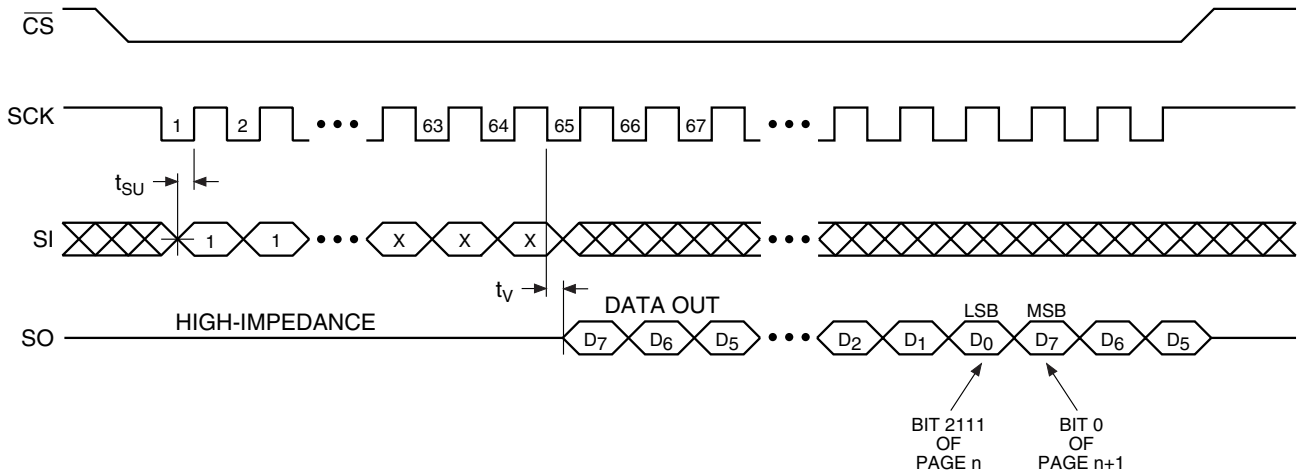 CS
SCK 1 2 ••• 63 64 65 66 67 •••
tSU
SI 1 1 ••• X X X •••
tV
DATA OUT
HIGH-IMPEDANCE
LSB MSB
SO D7 D6 D5 ••• D2 D1 D0 D7 D6 D5
BIT 2111
OF
PAGE n
BIT 0
OF
PAGE n+1